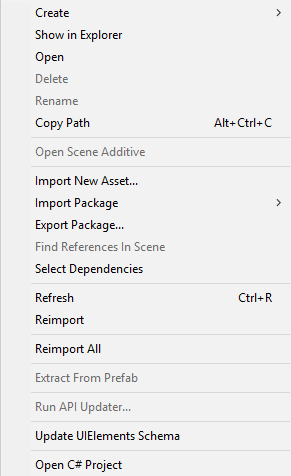 Create
Show in Explorer
Open
Delete
Rename
Copy Path Alt+Ctrl+C
Open Scene Additive
Import New Asset...
Import Package
Export Package...
Find References In Scene
Select Dependencies
Refresh Ctrl+R
Reimport
Reimport All
Extract From Prefab
Run API Updater...
Update UIElements Schema
Open C# Project